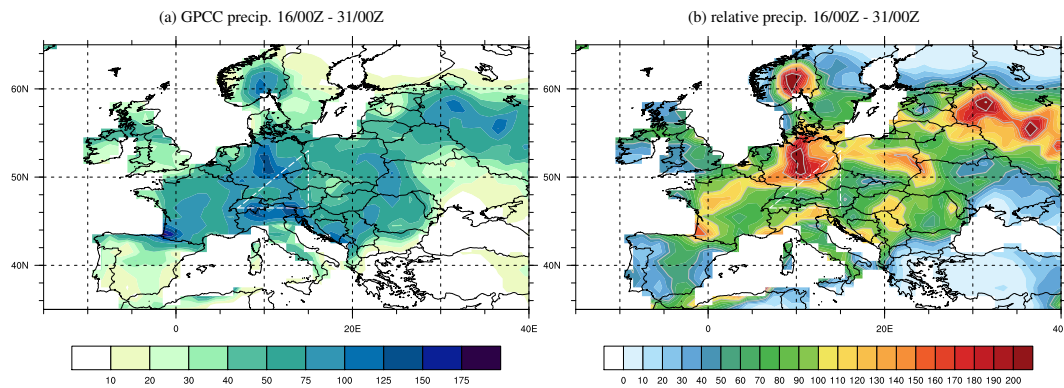 (a) GPCC precip. 16/00Z - 31/00Z
60N
50N
40N
0
20E
40E
10 20 30 40 50 75 100 125 150 175
(b) relative precip. 16/00Z - 31/00Z
60N
50N
40N
0
20E
40E
0 10 20 30 40 50 60 70 80 90 100 110 120 130 140 150 160 170 180 190 200